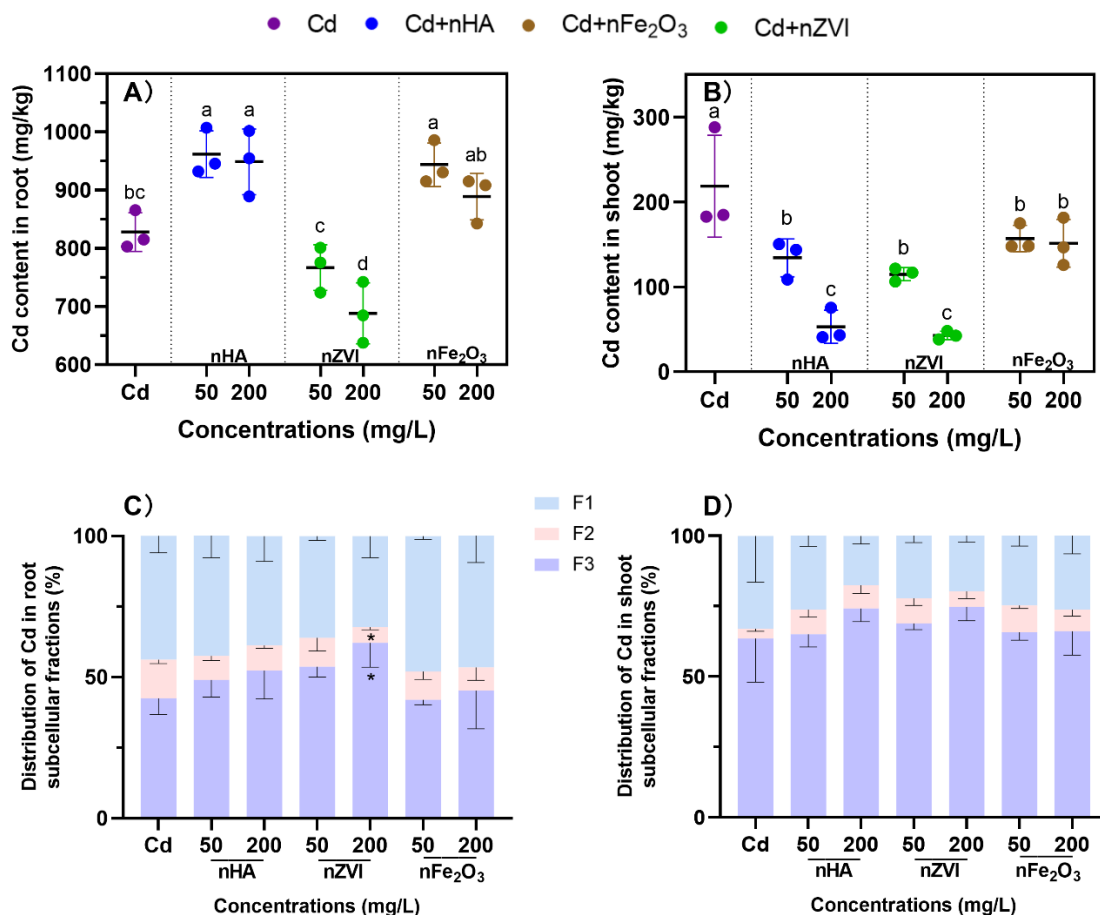 Cd Cd+nHA Cd+nFe₂O₃ Cd+nZVI
A)
Cd content in root (mg/kg)
1100
1000
900
800
700
600
bc
a
a
c
d
a
ab
nHA
nZVI
nFe₂O₃
Cd 50 200 50 200 50 200
Concentrations (mg/L)
B)
Cd content in shoot (mg/kg)
300
200
100
0
a
b
c
b
c
b
b
nHA
nZVI
nFe₂O₃
Cd 50 200 50 200 50 200
Concentrations (mg/L)
C)
Distribution of Cd in root
subcellular fractions (%)
100
50
0
*
*
Cd 50 200 50 200 50 200
nHA nZVI nFe₂O₃
Concentrations (mg/L)
F1
F2
F3
D)
Distribution of Cd in shoot
subcellular fractions (%)
100
50
0
Cd 50 200 50 200 50 200
nHA nZVI nFe₂O₃
Concentrations (mg/L)